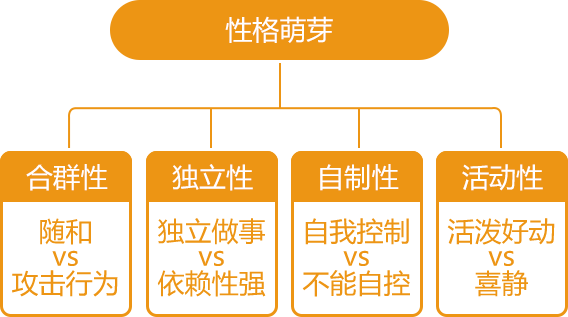 性格萌芽
合群性
随和
vs
攻击行为
独立性
独立做事
vs
依赖性强
自制性
自我控制
vs
不能自控
活动性
活泼好动
vs
喜静